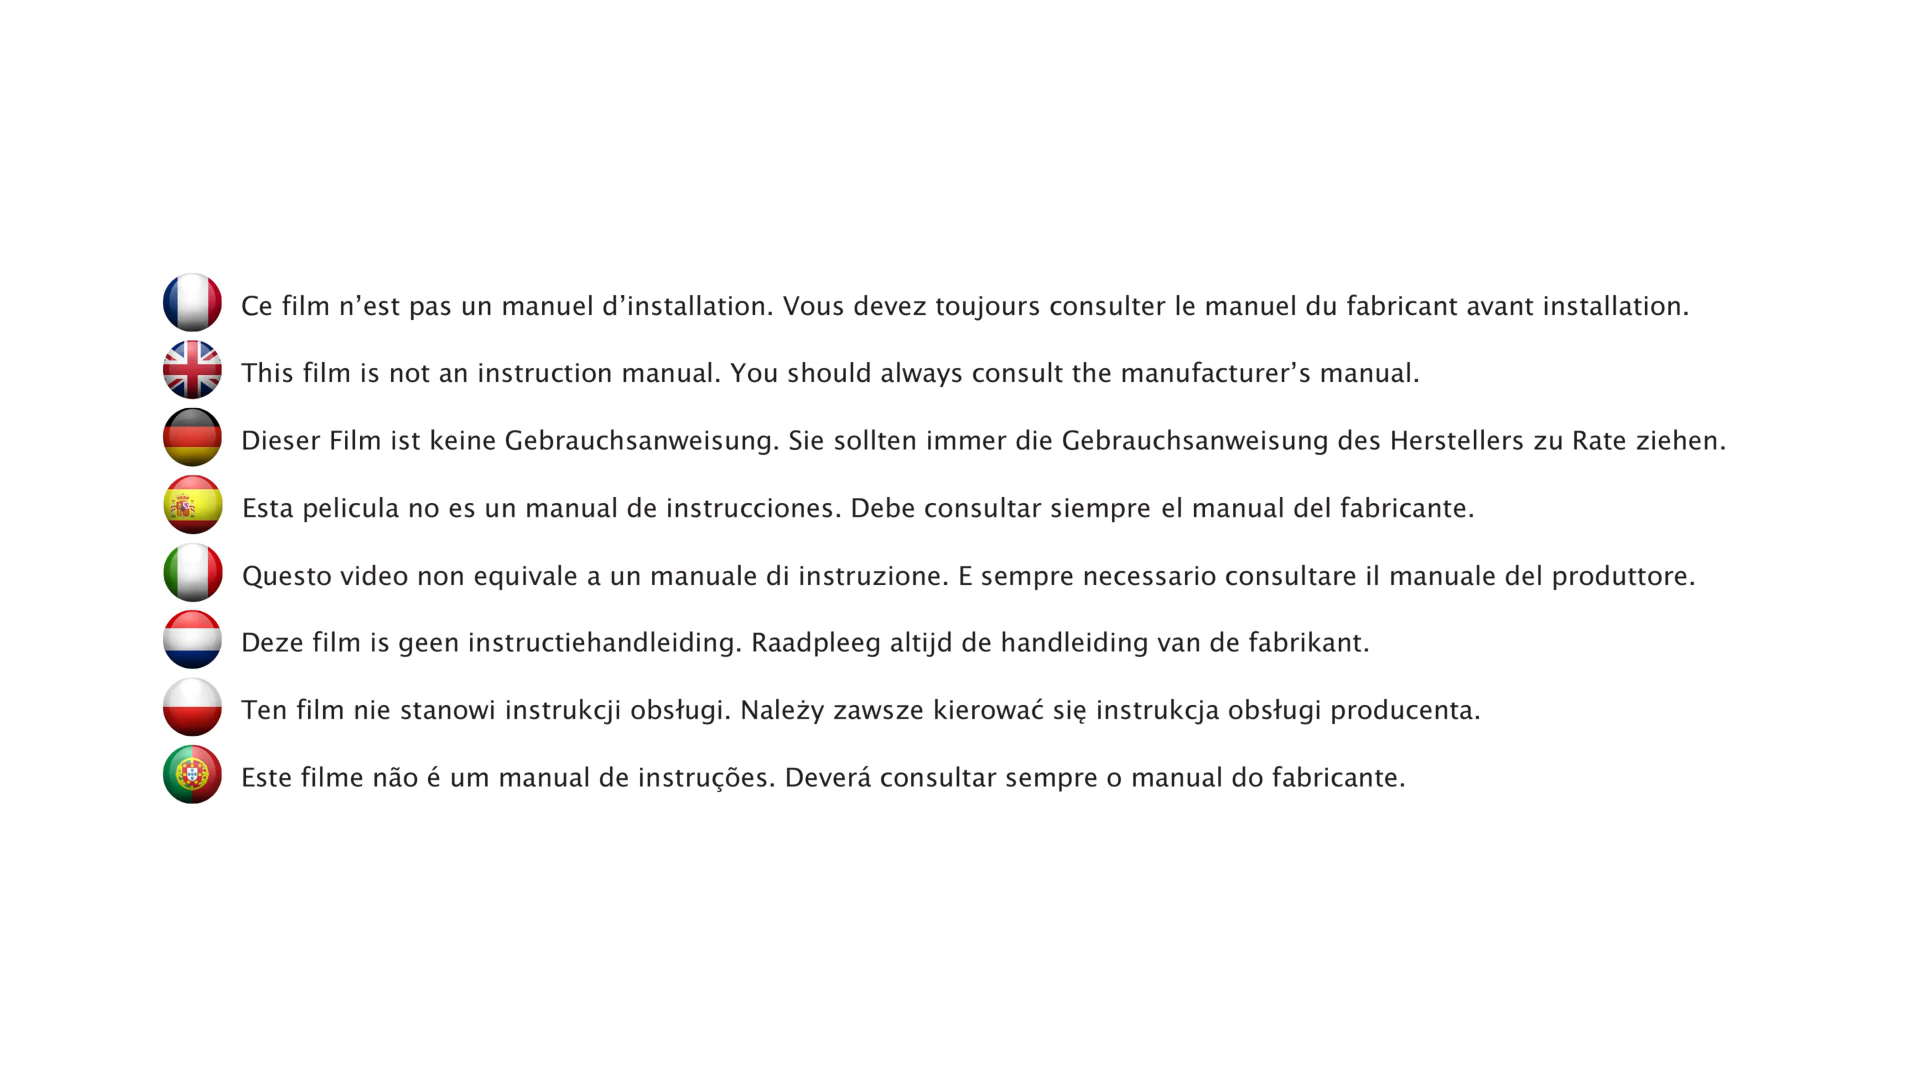 Ce film n’est pas un manuel d’installation. Vous devez toujours consulter le manuel du fabricant avant installation.
This film is not an instruction manual. You should always consult the manufacturer’s manual.
Dieser Film ist keine Gebrauchsanweisung. Sie sollten immer die Gebrauchsanweisung des Herstellers zu Rate ziehen.
Esta pelicula no es un manual de instrucciones. Debe consultar siempre el manual del fabricante.
Questo video non equivale a un manuale di instruzione. E sempre necessario consultare il manuale del produttore.
Deze film is geen instructiehandleiding. Raadpleeg altijd de handleiding van de fabrikant.
Ten film nie stanowi instrukcji obsługi. Należy zawsze kierować się instrukcja obsługi producenta.
Este filme não é um manual de instruções. Deverá consultar sempre o manual do fabricante.